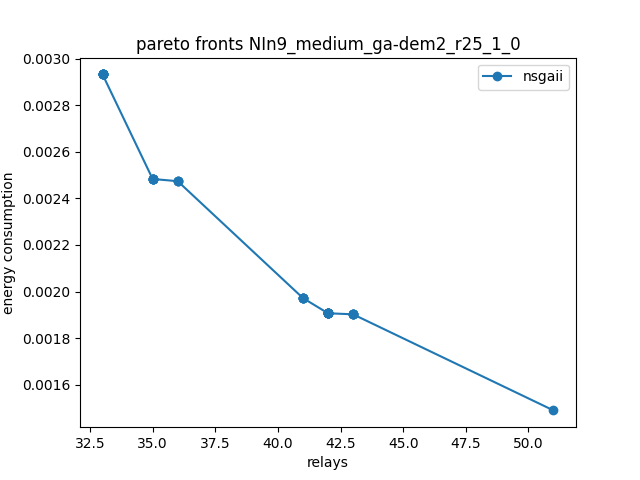 pareto fronts NIn9_medium_ga-dem2_r25_1_0
nsgaii
0.0030
0.0028
0.0026
0.0024
0.0022
0.0020
0.0018
0.0016
energy consumption
32.5 35.0 37.5 40.0 42.5 45.0 47.5 50.0
relays